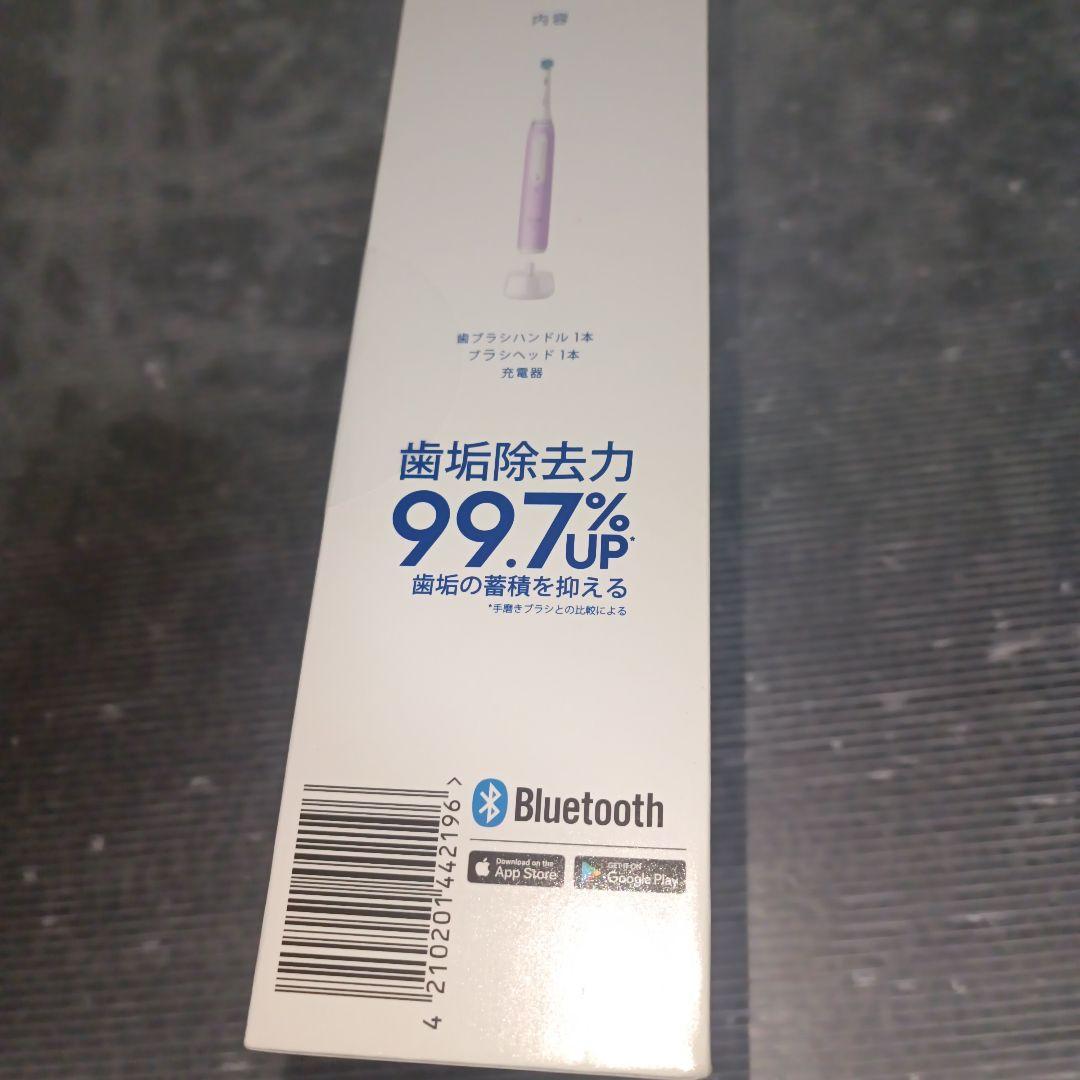 内容
歯ブラシハンドル 1本
ブラシヘッド 1本
充電器
歯垢除去力
99.7%UP*
歯垢の蓄積を抑える
*手磨きブラシとの比較による
Bluetooth
Download on the
App Store
GET IT ON
Google Play
4 210201 442196 >